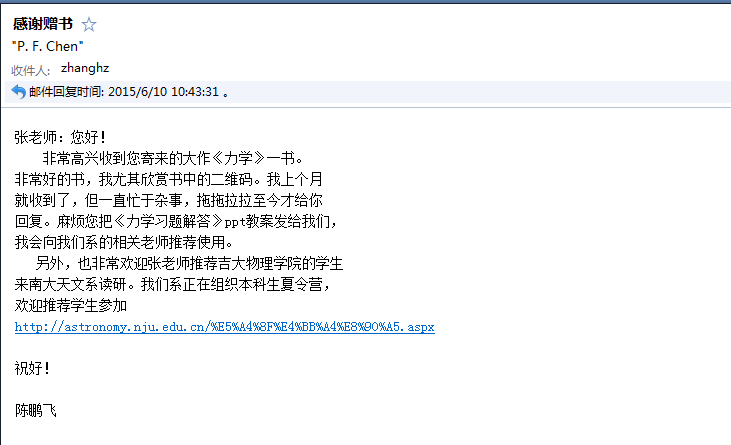 感谢赠书
"P. F. Chen"
收件人: zhanghz
邮件回复时间: 2015/6/10 10:43:31 。
张老师：您好！
非常高兴收到您寄来的大作《力学》一书。
非常好的书，我尤其欣赏书中的二维码。我上个月
就收到了，但一直忙于杂事，拖拖拉拉至今才给你
回复。麻烦您把《力学习题解答》ppt教案发给我们，
我会向我们系的相关老师推荐使用。
另外，也非常欢迎张老师推荐吉大物理学院的学生
来南大天文系读研。我们系正在组织本科生夏令营，
欢迎推荐学生参加
http://astronomy.nju.edu.cn/%E5%A4%8F%E4%BB%A4%E8%90%A5.aspx
祝好！
陈鹏飞